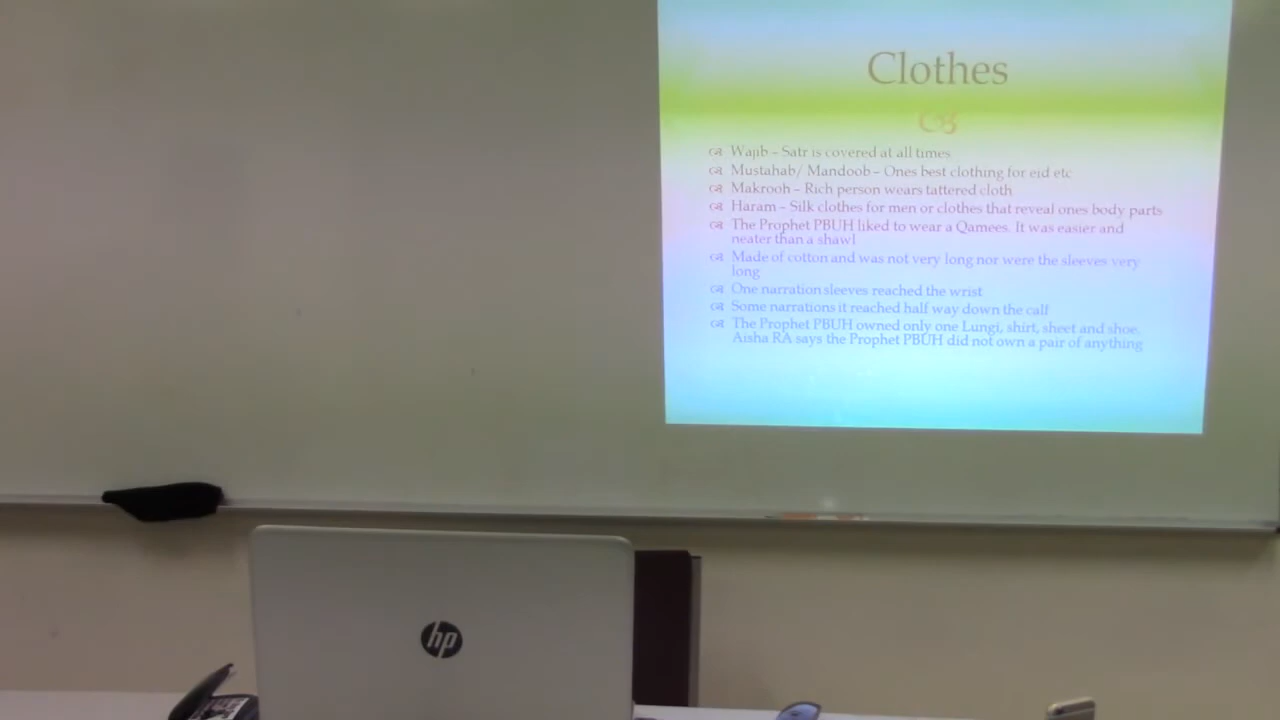 Clothes
Wajib – Satr is covered at all times
Mustahab/ Mandoob – Ones best clothing for eid etc
Makrooh – Rich person wears tattered cloth
Haram – Silk clothes for men or clothes that reveal ones body parts
The Prophet PBUH liked to wear a Qamees. It was easier and
neater than a shawl
Made of cotton and was not very long nor were the sleeves very
long
One narration sleeves reached the wrist
Some narrations it reached half way down the calf
The Prophet PBUH owned only one Lungi, shirt, sheet and shoe.
Aisha RA says the Prophet PBUH did not own a pair of anything
hp